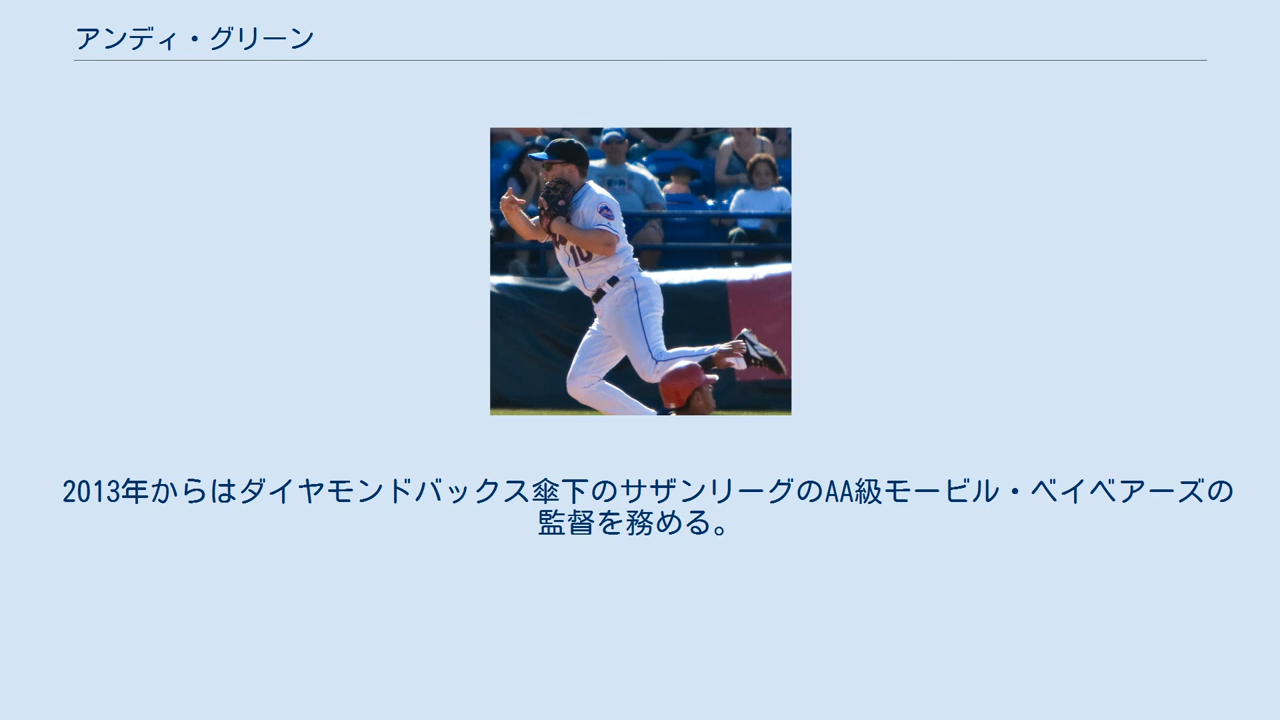 アンディ・グリーン
10
2013年からはダイヤモンドバックス傘下のサザンリーグのAA級モービル・ベイベアーズの
監督を務める。